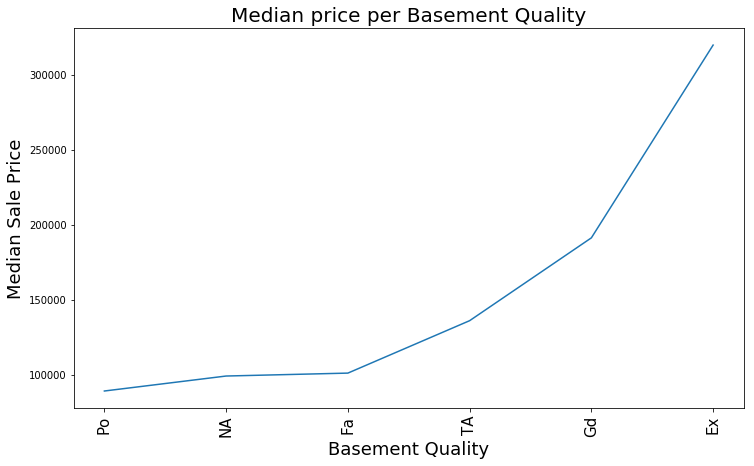 Median price per Basement Quality
Median Sale Price
300000
250000
200000
150000
100000
Po
NA
Fa
TA
Gd
Ex
Basement Quality